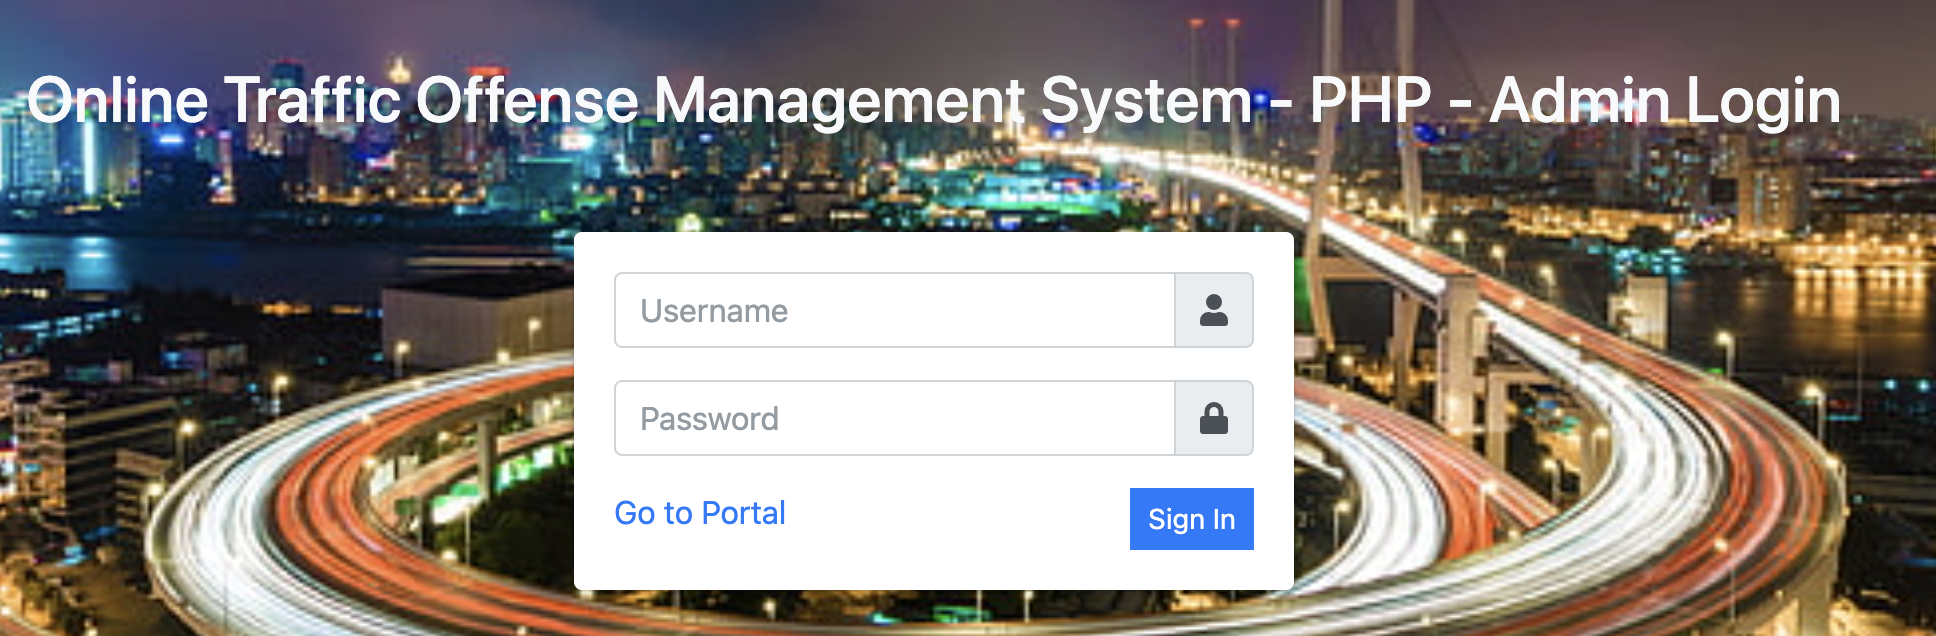 Online Traffic Offense Management System - PHP - Admin Login
Username
Password
Go to Portal
Sign In